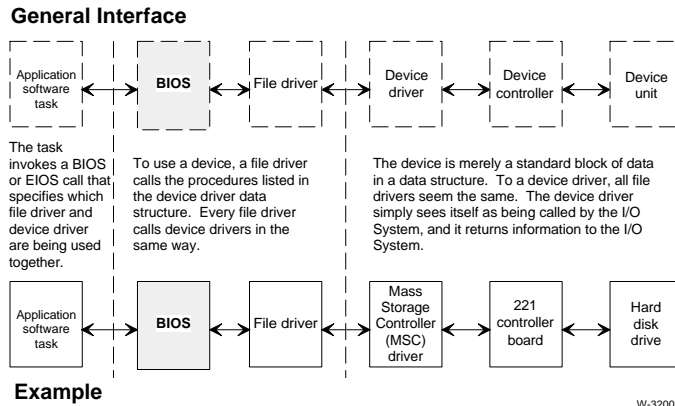 General Interface
Application
software
task
BIOS
File driver
Device
driver
Device
controller
Device
unit
The task
invokes a BIOS
or EIOS call that
specifies which
file driver and
device driver
are being used
together.
To use a device, a file driver
calls the procedures listed in
the device driver data
structure.  Every file driver
calls device drivers in the
same way.
The device is merely a standard block of data
in a data structure.  To a device driver, all file
drivers seem the same.  The device driver
simply sees itself as being called by the I/O
System, and it returns information to the I/O
System.
Application
software
task
BIOS
File driver
Mass
Storage
Controller
(MSC)
driver
221
controller
board
Hard
disk
drive
Example
W-3200